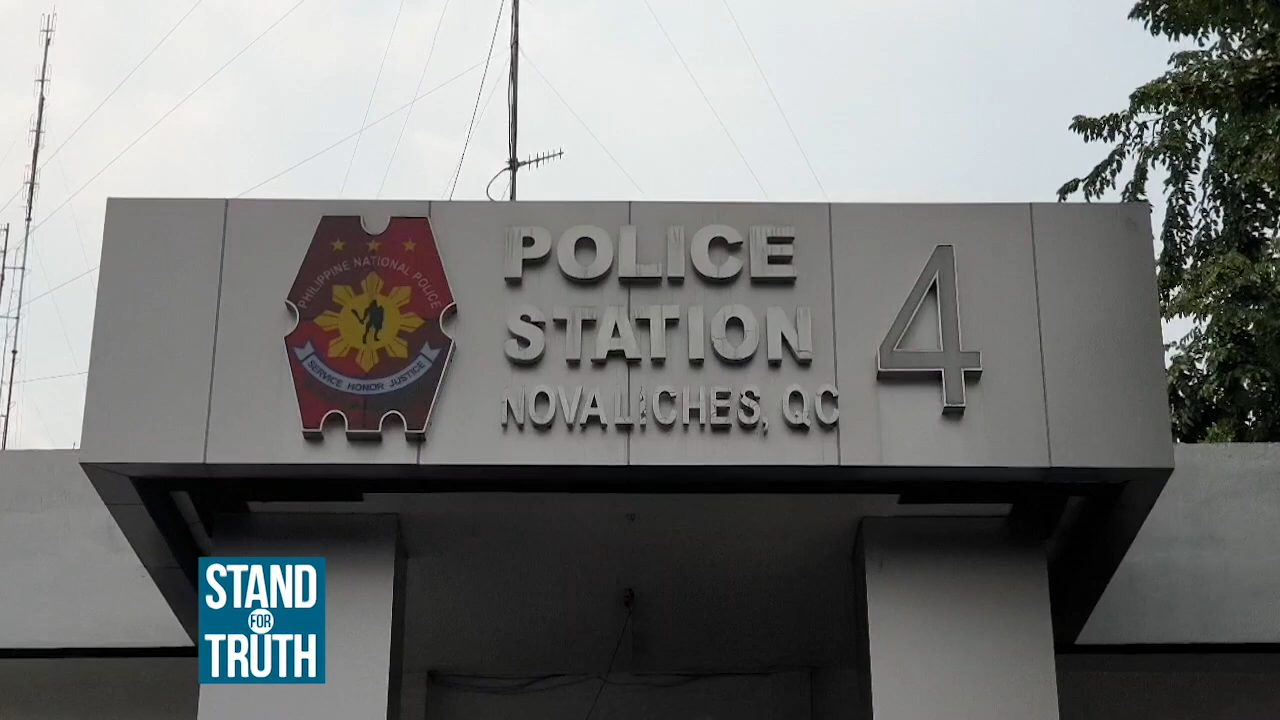 PHILIPPINE NATIONAL POLICE
SERVICE HONOR JUSTICE
POLICE
STATION
NOVALICHES, QC
4
STAND
FOR
TRUTH